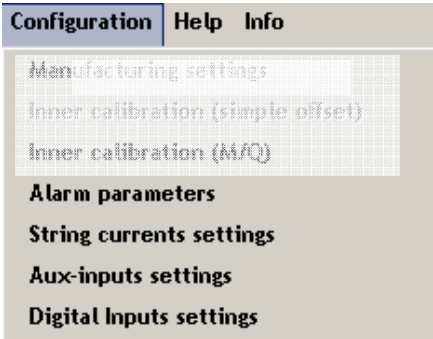 Configuration Help Info
Manufacturing settings
Inner calibration (simple offset)
Inner calibration (M/Q)
Alarm parameters
String currents settings
Aux-inputs settings
Digital Inputs settings